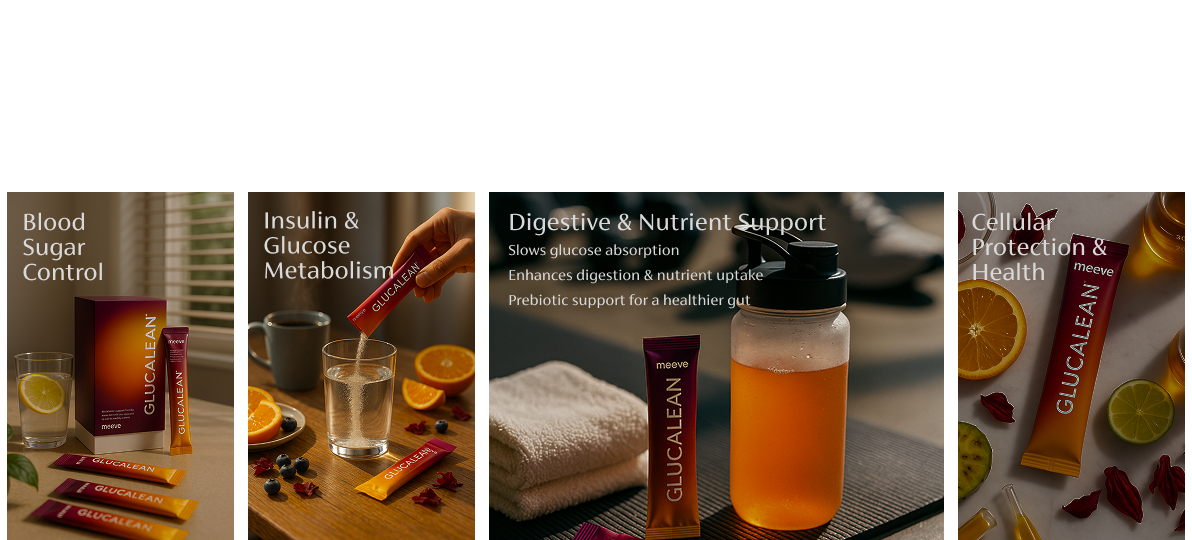 Blood
Sugar
Control
GLUCALEAN
meeve
meeve
GLUCALEAN
GLUCALEAN
GLUCALEAN
GLUCALEAN
Insulin &
Glucose
Metabolism
meeve
GLUCALEAN
GLUCALEAN
Digestive & Nutrient Support
Slows glucose absorption
Enhances digestion & nutrient uptake
Prebiotic support for a healthier gut
meeve
GLUCALEAN
Cellular
Protection &
Health
meeve
GLUCALEAN